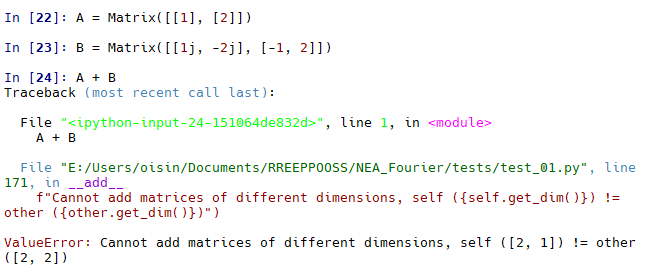 In [22]: A = Matrix([[1], [2]])
In [23]: B = Matrix([[1j, -2j], [-1, 2]])
In [24]: A + B
Traceback (most recent call last):
File "<ipython-input-24-151064de832d>", line 1, in <module>
A + B
File "E:/Users/oisin/Documents/RREEPPOOSS/NEA_Fourier/tests/test_01.py", line
171, in __add__
f"Cannot add matrices of different dimensions, self ({self.get_dim()}) !=
other ({other.get_dim()})")
ValueError: Cannot add matrices of different dimensions, self ([2, 1]) != other
([2, 2])